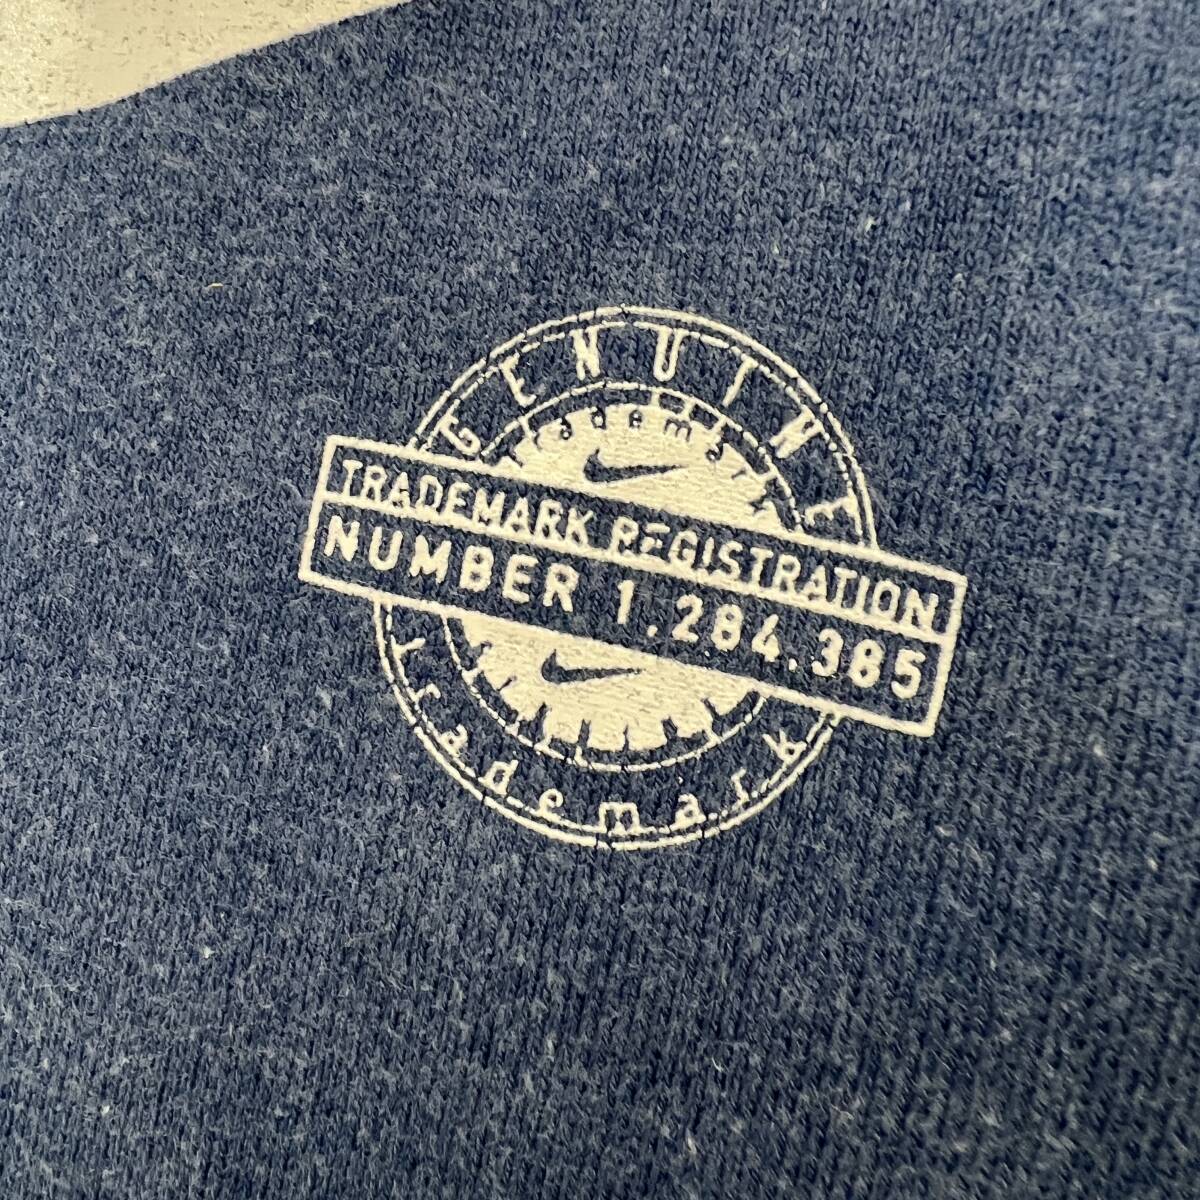 GENUINE
trademark
TRADEMARK REGISTRATION
NUMBER 1.284.385
trademark